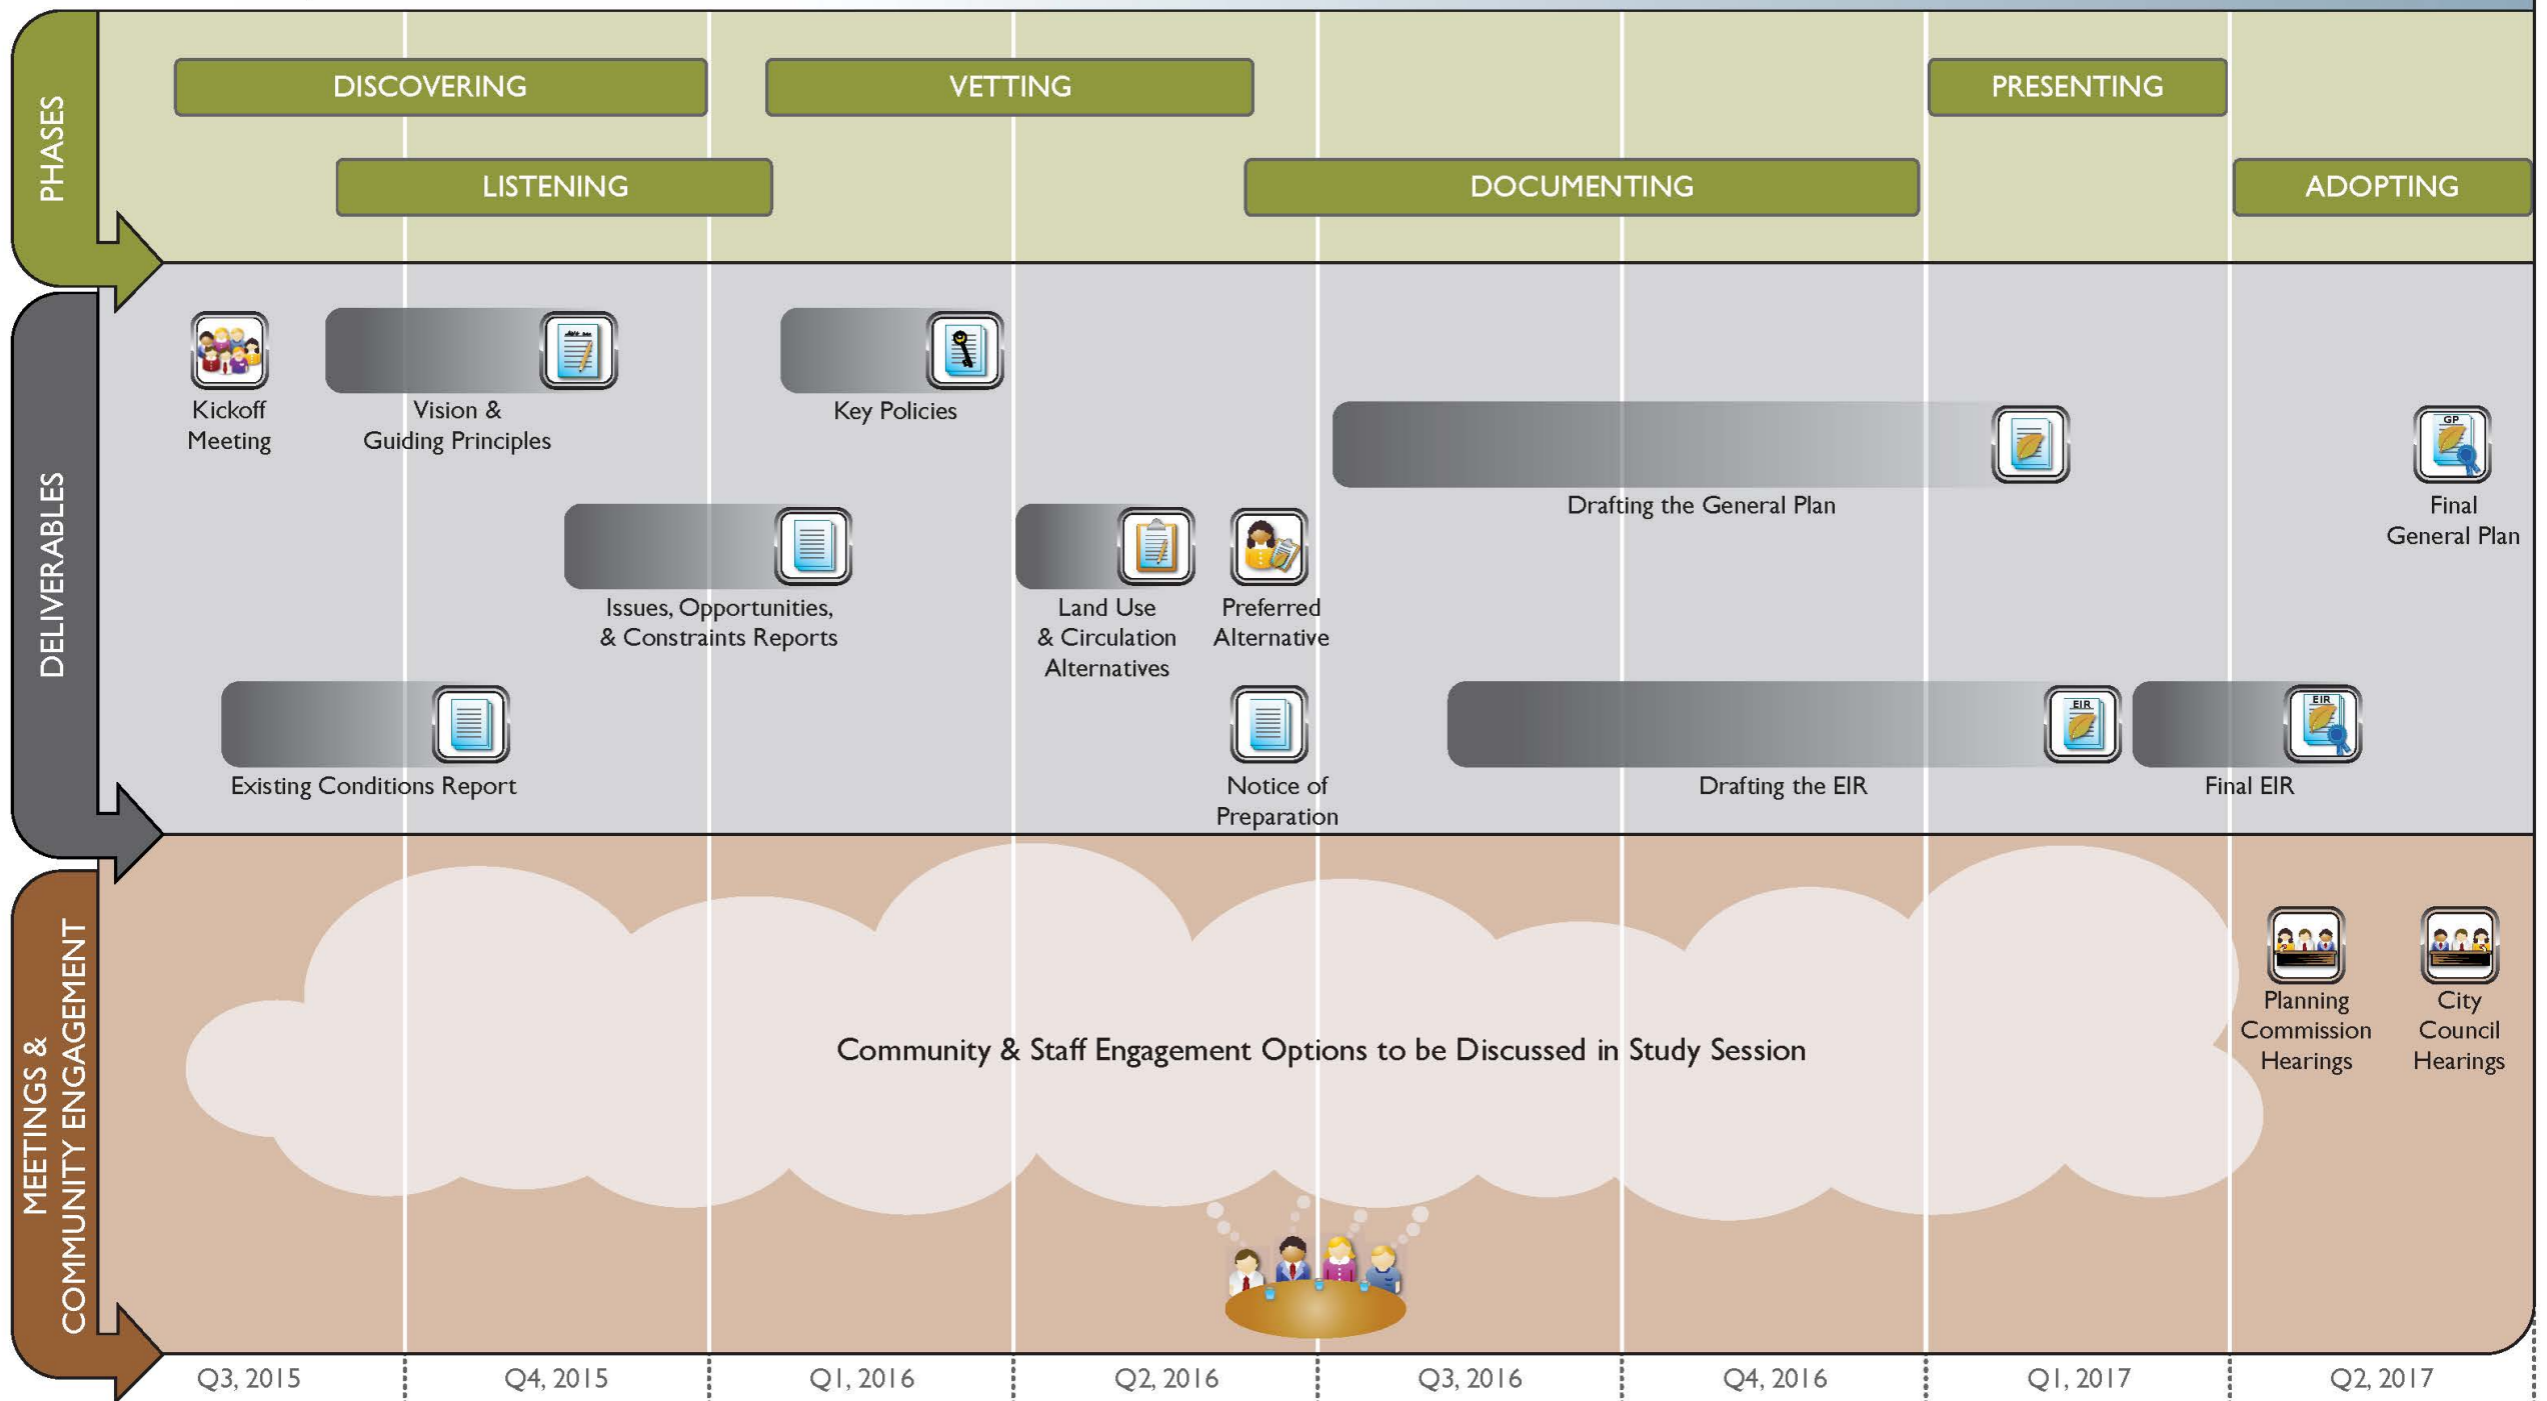 PHASES
DISCOVERING
VETTING
PRESENTING
LISTENING
DOCUMENTING
ADOPTING
DELIVERABLES
Kickoff
Meeting
Vision &
Guiding Principles
Key Policies
Drafting the General Plan
GP
Final
General Plan
Issues, Opportunities,
& Constraints Reports
Land Use
& Circulation
Alternatives
Preferred
Alternative
Existing Conditions Report
Notice of
Preparation
EIR
Drafting the EIR
EIR
Final EIR
MEETINGS &
COMMUNITY ENGAGEMENT
Community & Staff Engagement Options to be Discussed in Study Session
Planning
Commission
Hearings
City
Council
Hearings
Q3, 2015
Q4, 2015
Q1, 2016
Q2, 2016
Q3, 2016
Q4, 2016
Q1, 2017
Q2, 2017